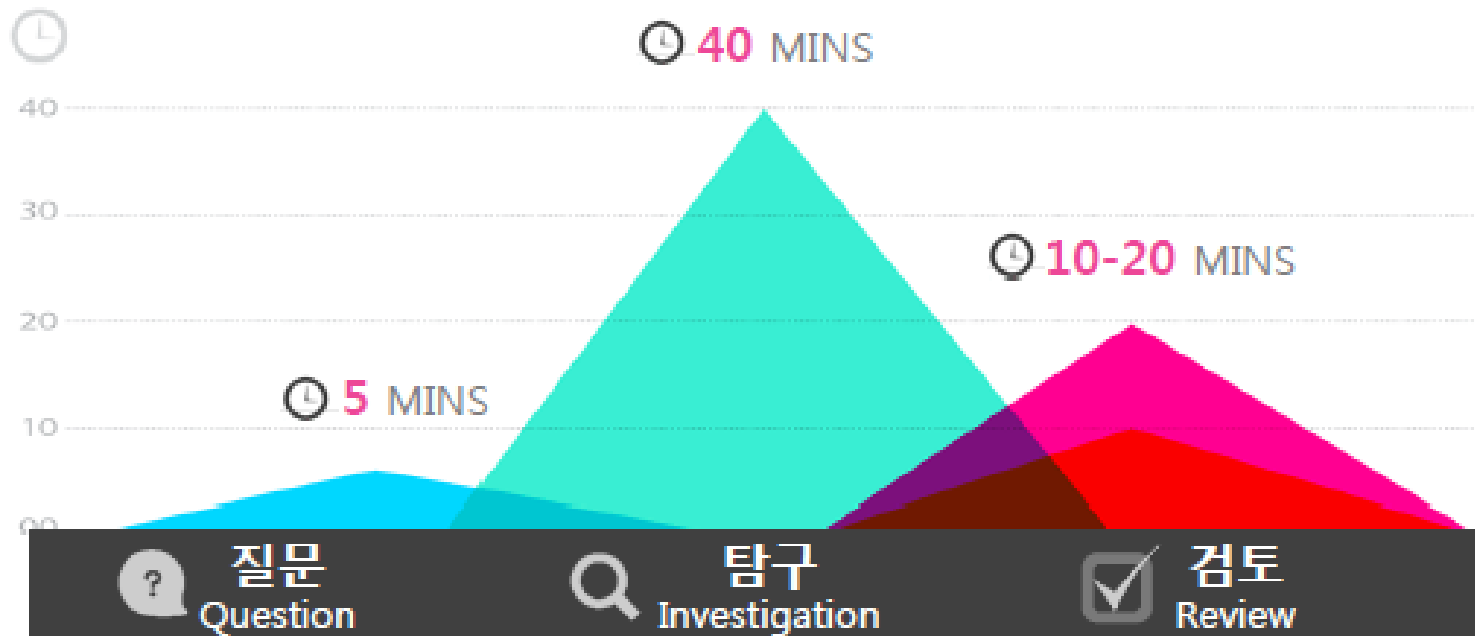 40 MINS
40
30
10-20 MINS
20
5 MINS
10
00
?
질문
Question
탐구
Investigation
검토
Review